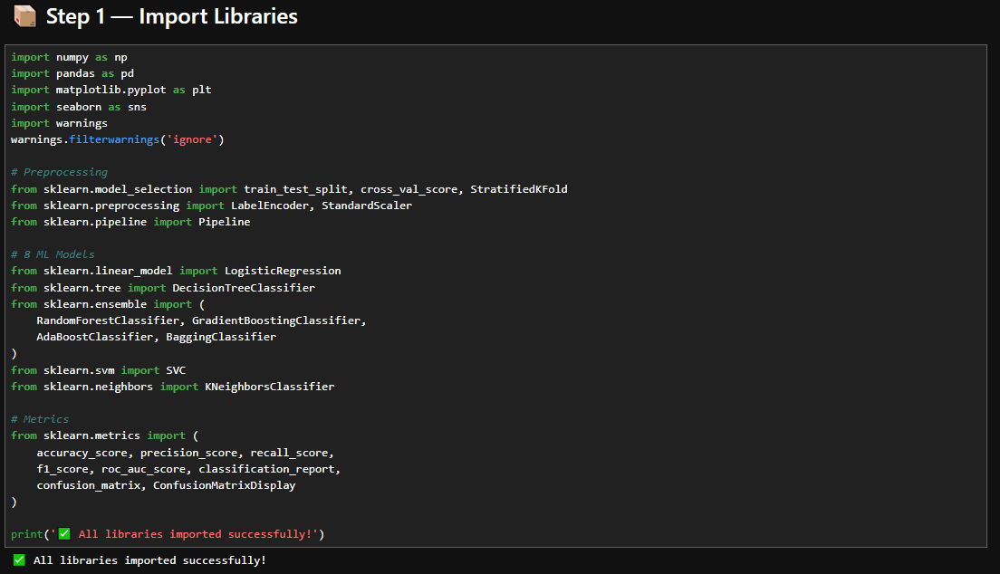 📦 Step 1 — Import Libraries
import numpy as np
import pandas as pd
import matplotlib.pyplot as plt
import seaborn as sns
import warnings
warnings.filterwarnings('ignore')

# Preprocessing
from sklearn.model_selection import train_test_split, cross_val_score, StratifiedKFold
from sklearn.preprocessing import LabelEncoder, StandardScaler
from sklearn.pipeline import Pipeline

# 8 ML Models
from sklearn.linear_model import LogisticRegression
from sklearn.tree import DecisionTreeClassifier
from sklearn.ensemble import (
    RandomForestClassifier, GradientBoostingClassifier,
    AdaBoostClassifier, BaggingClassifier
)
from sklearn.svm import SVC
from sklearn.neighbors import KNeighborsClassifier

# Metrics
from sklearn.metrics import (
    accuracy_score, precision_score, recall_score,
    f1_score, roc_auc_score, classification_report,
    confusion_matrix, ConfusionMatrixDisplay
)

print('✅ All libraries imported successfully!')
✅ All libraries imported successfully!